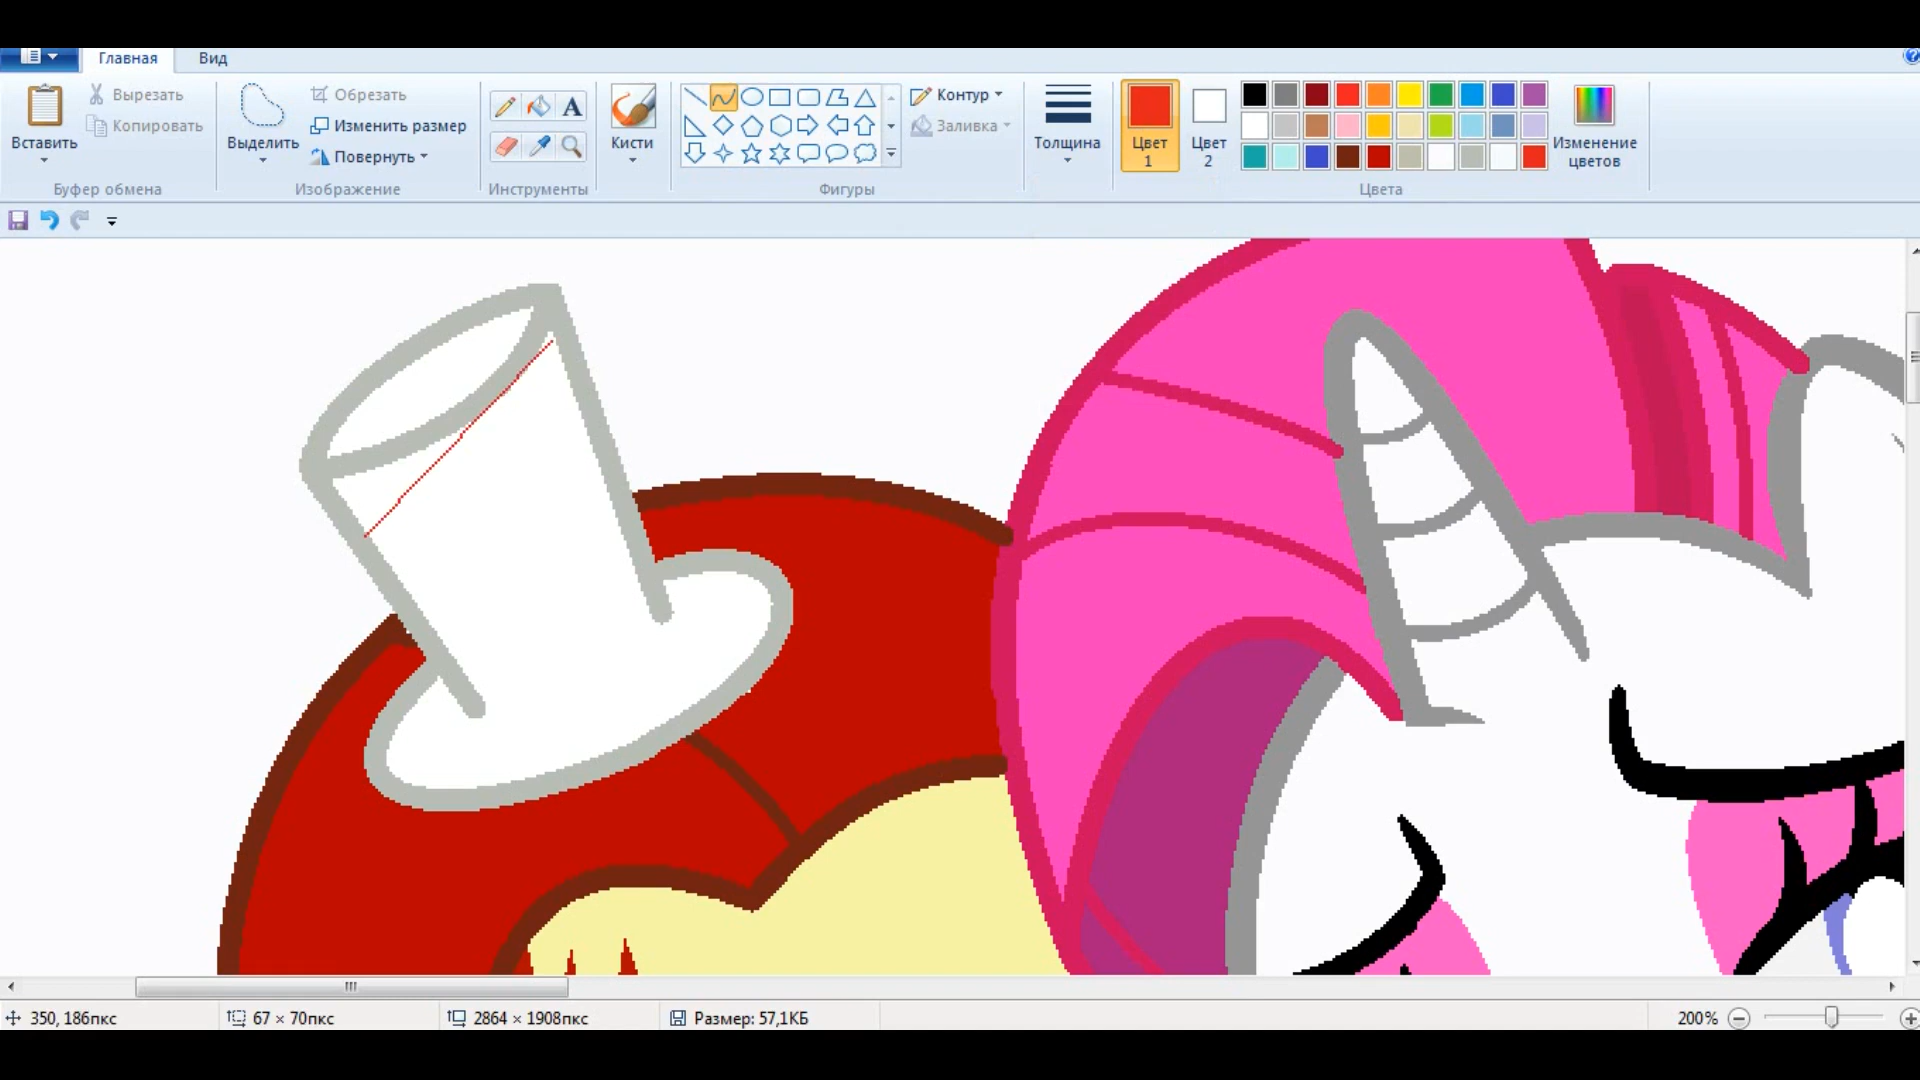 Главная Вид
Вставить
Вырезать
Копировать
Буфер обмена
Выделить
Обрезать
Изменить размер
Повернуть
Изображение
A
Инструменты
Кисти
Фигуры
Контур
Заливка
Толщина
Цвет
1
Цвет
2
Цвета
Изменение
цветов
350, 186пкс 67 × 70пкс 2864 × 1908пкс Размер: 57,1КБ 200%